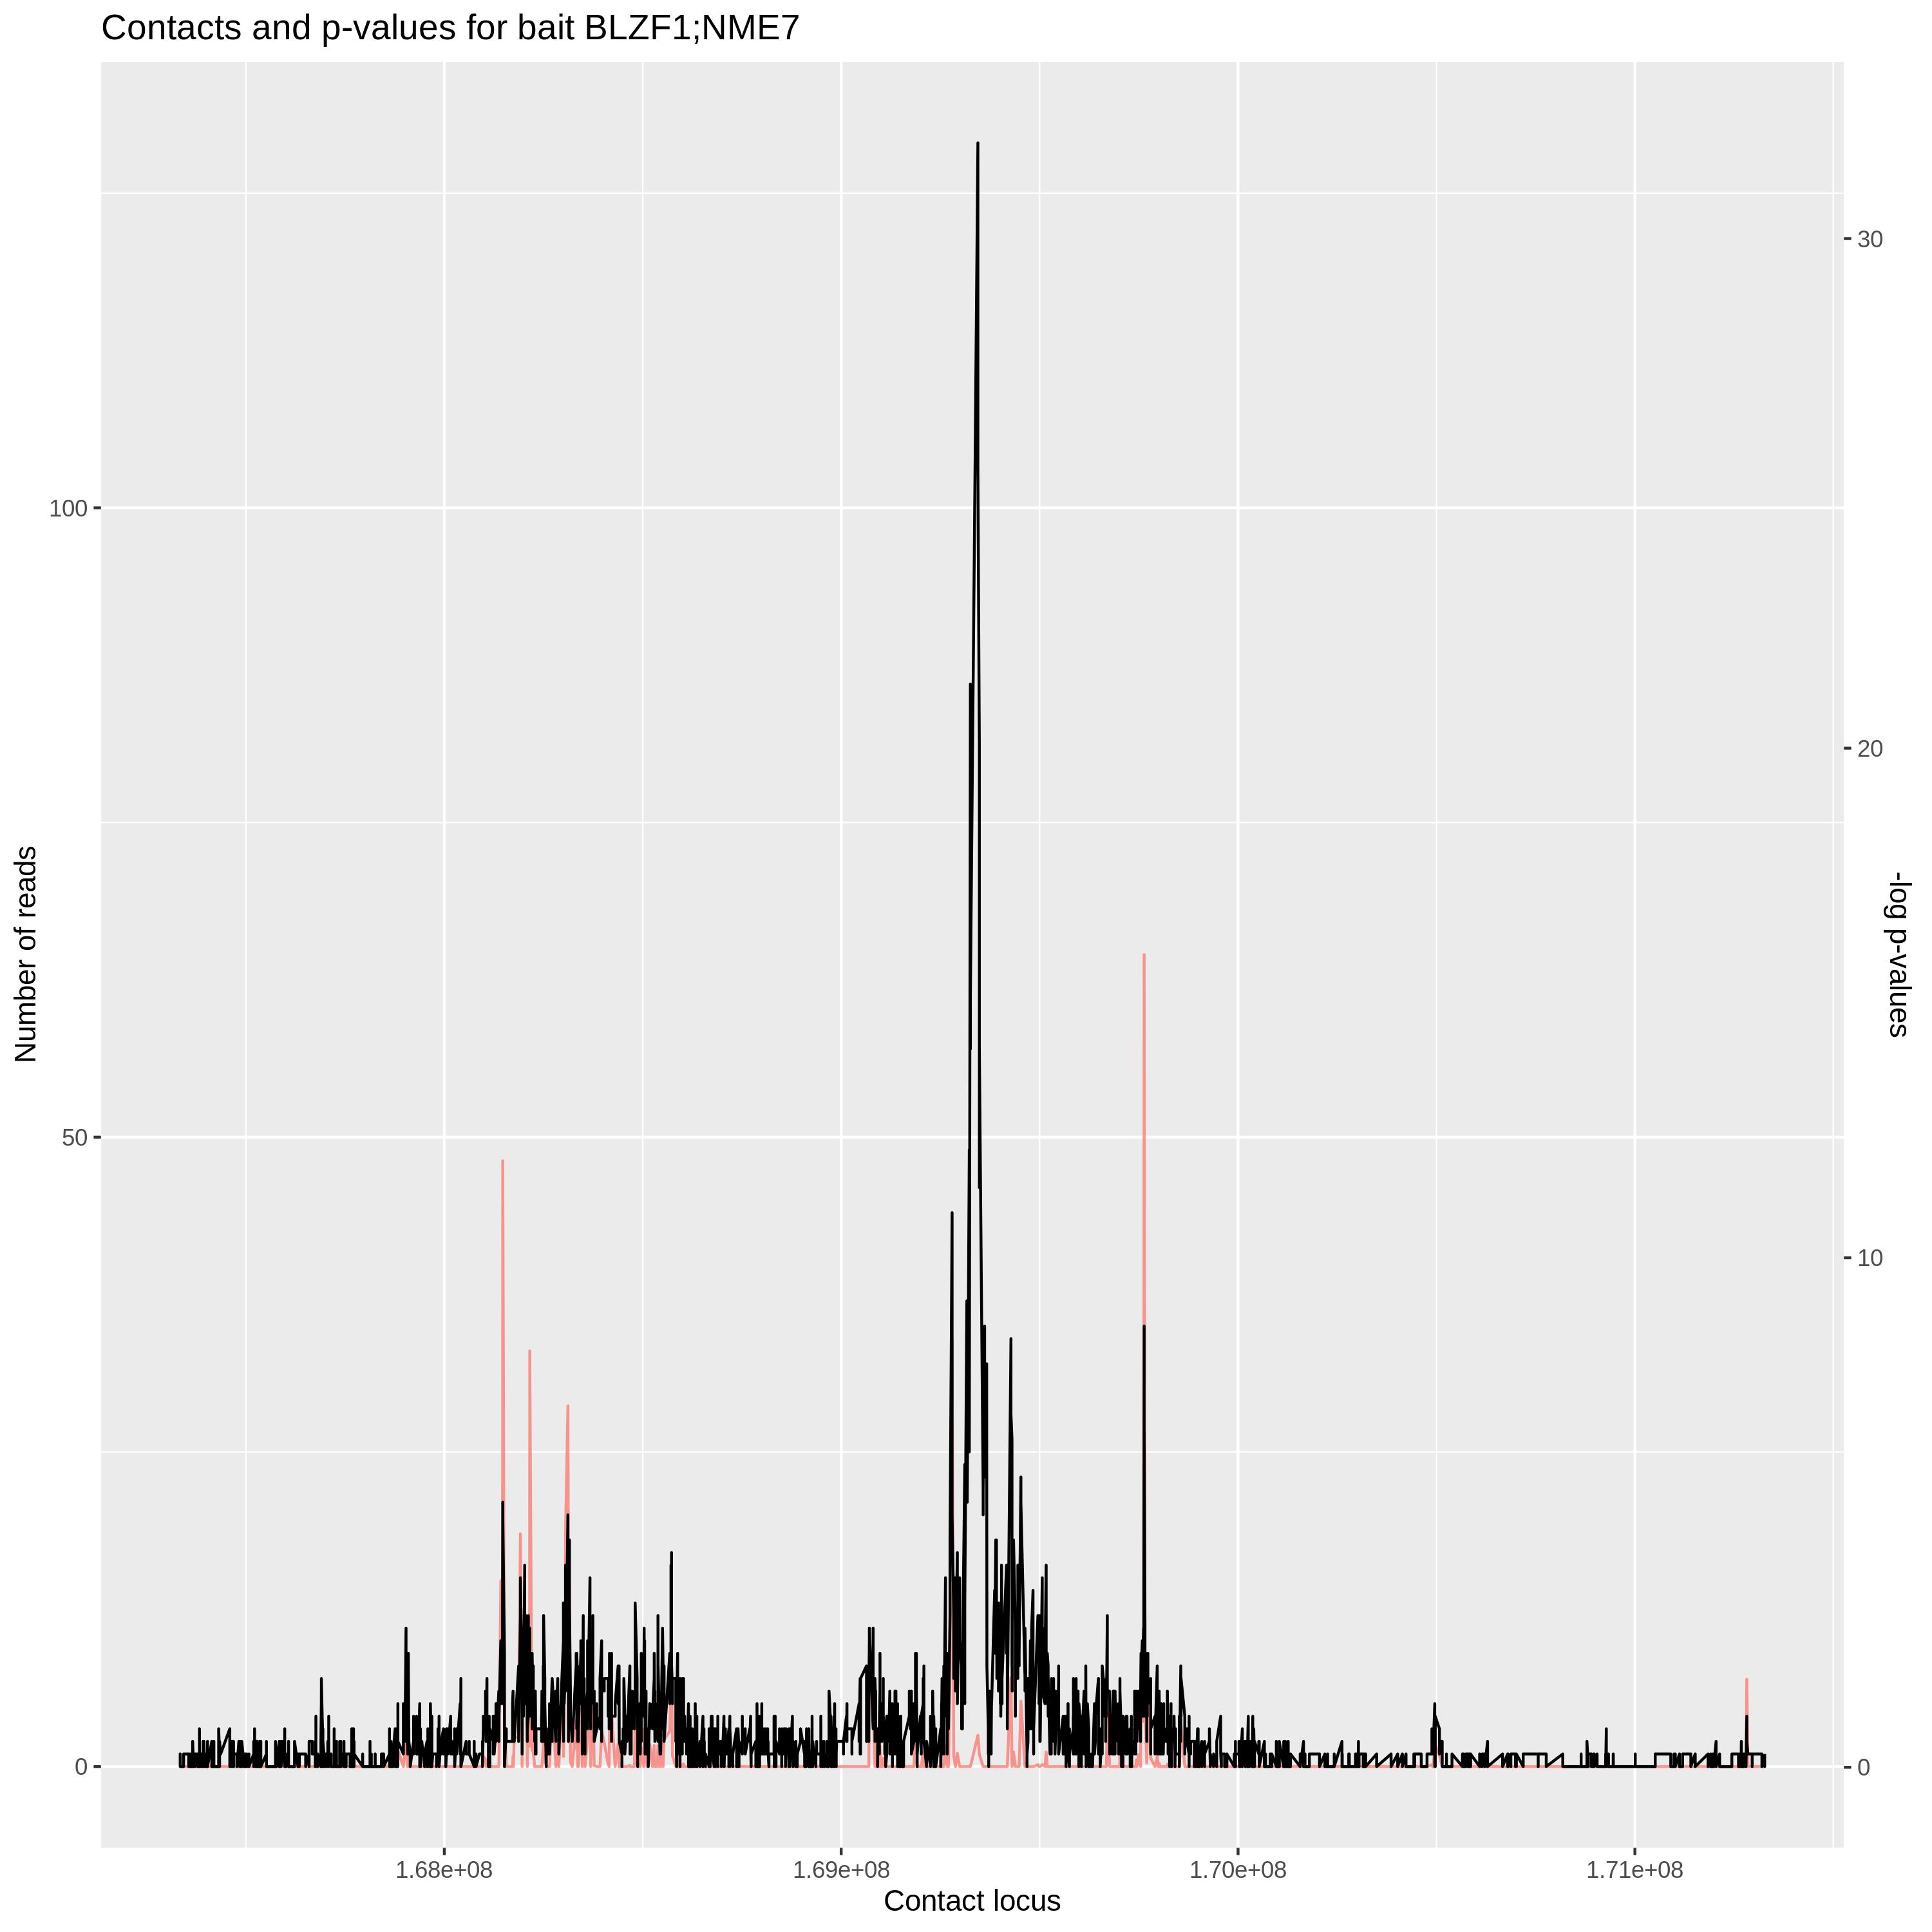 Contacts and p-values for bait BLZF1;NME7
Number of reads
100
50
0
30
20
10
0
-log p-values
1.68e+08 1.69e+08 1.70e+08 1.71e+08
Contact locus